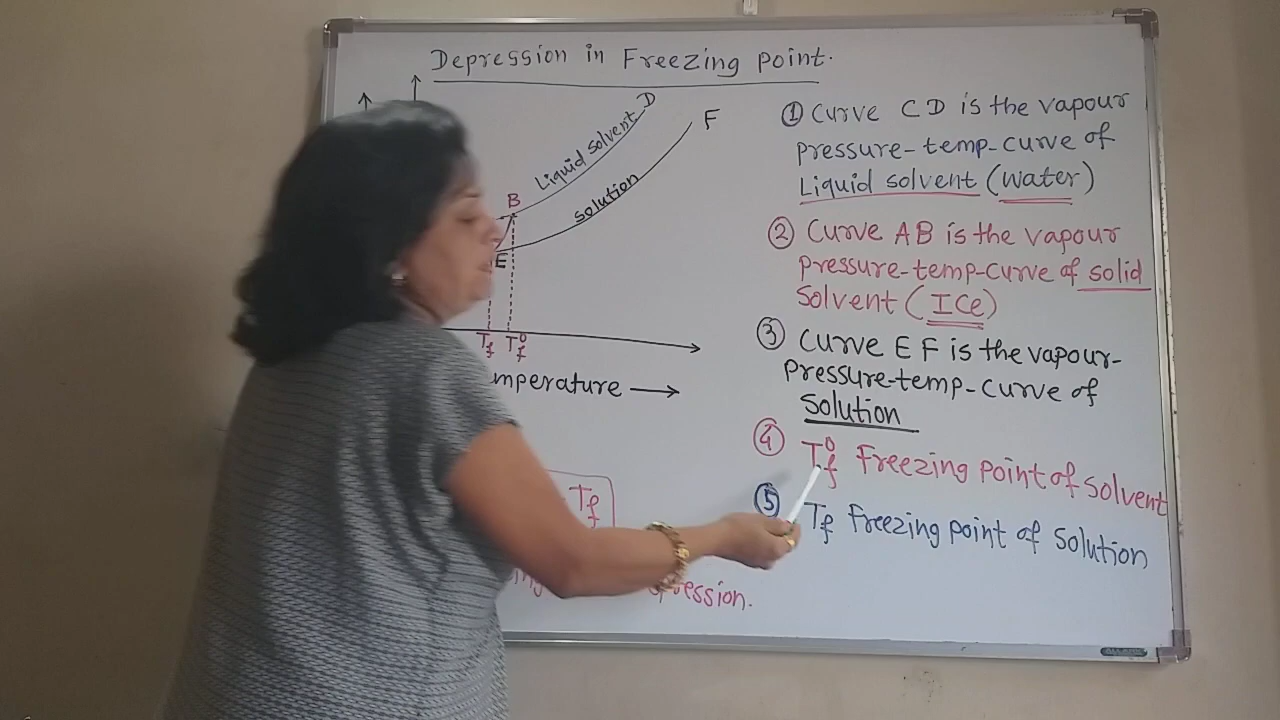 Depression in Freezing point.
D
F
Liquid solvent
B
Solution
E
Tf Tf°
mperature
Tf
ession.
① Curve CD is the vapour
pressure-temp-curve of
Liquid solvent (water)
② Curve AB is the vapour
pressure-temp-curve of solid
Solvent (ICe)
③ Curve EF is the vapour-
pressure-temp-curve of
Solution
④ Tf° Freezing point of solvent
⑤ Tf freezing point of solution